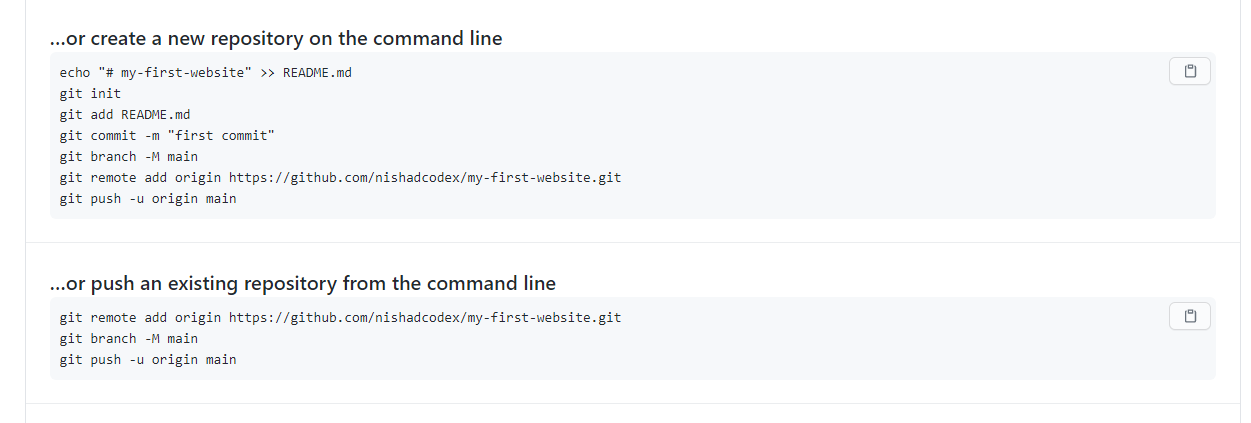 ...or create a new repository on the command line
echo "# my-first-website" >> README.md
git init
git add README.md
git commit -m "first commit"
git branch -M main
git remote add origin https://github.com/nishadcodex/my-first-website.git
git push -u origin main
...or push an existing repository from the command line
git remote add origin https://github.com/nishadcodex/my-first-website.git
git branch -M main
git push -u origin main